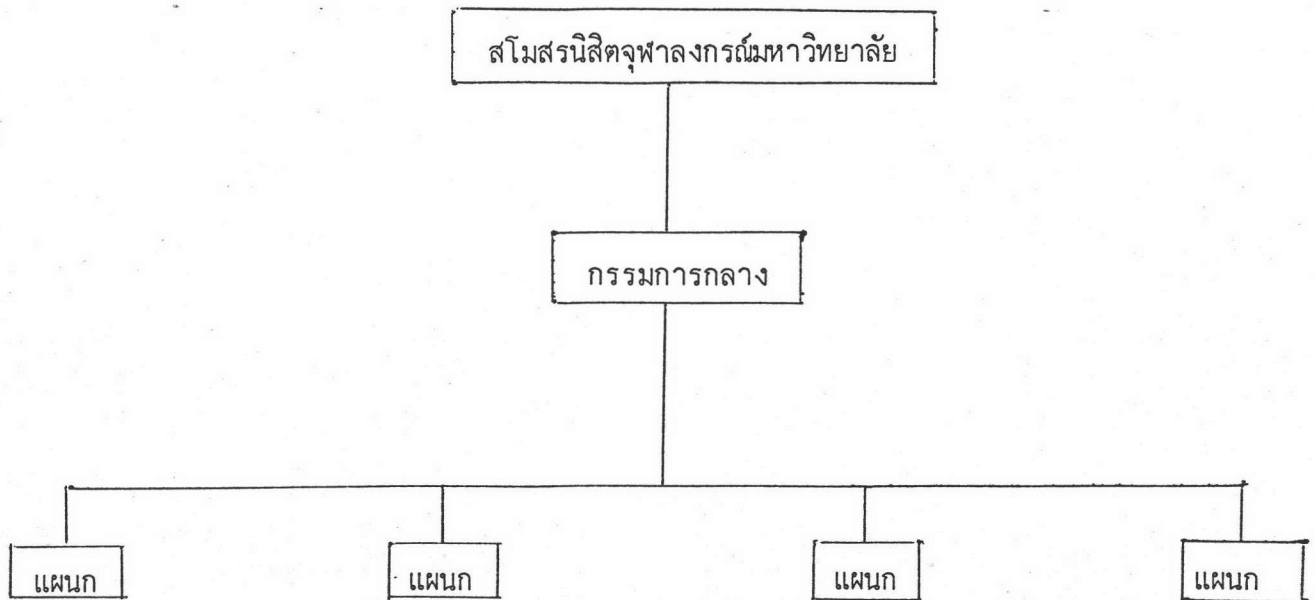 สโมสรนิสิตจุฬาลงกรณ์มหาวิทยาลัย
กรรมการกลาง
แผนก แผนก แผนก แผนก